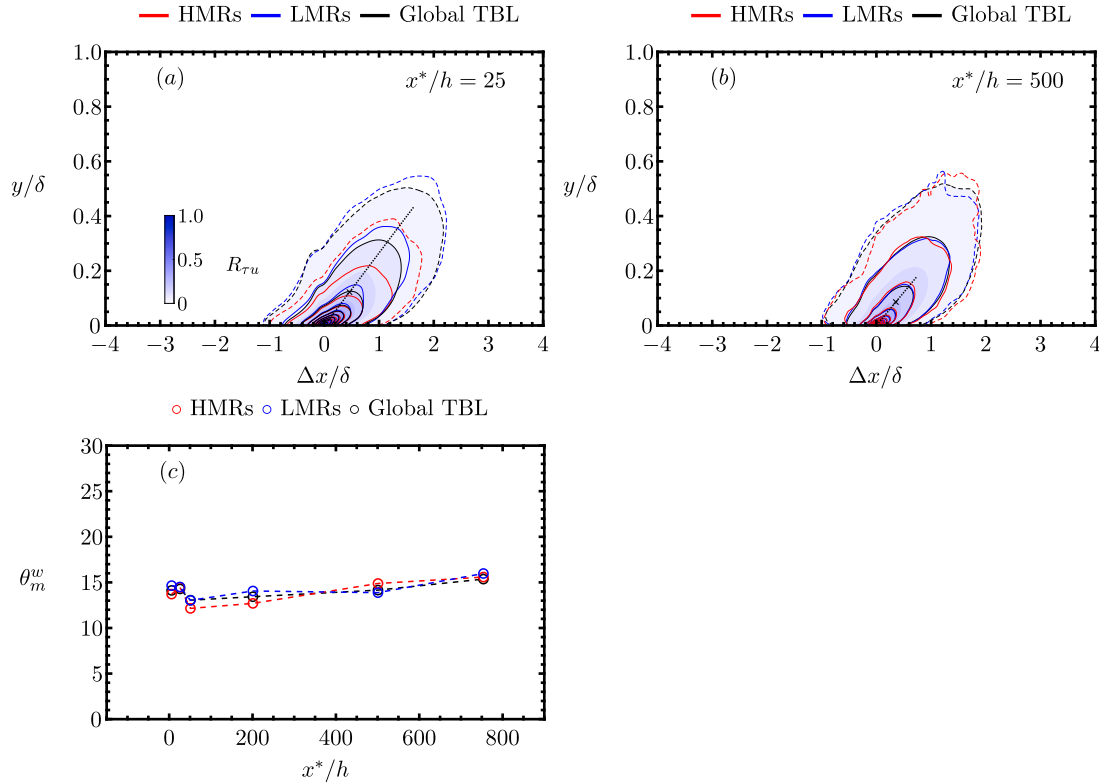 HMRs LMRs Global TBL
(a)
x*/h = 25
1.0
0.8
0.6
y/δ
0.4
0.2
0
1.0
0.5
0
R_τu
−4 −3 −2 −1 0 1 2 3 4
Δx/δ
HMRs LMRs Global TBL
(b)
x*/h = 500
1.0
0.8
0.6
y/δ
0.4
0.2
0
−4 −3 −2 −1 0 1 2 3 4
Δx/δ
HMRs LMRs Global TBL
(c)
30
25
20
θ_m^w
15
10
5
0
0 200 400 600 800
x*/h